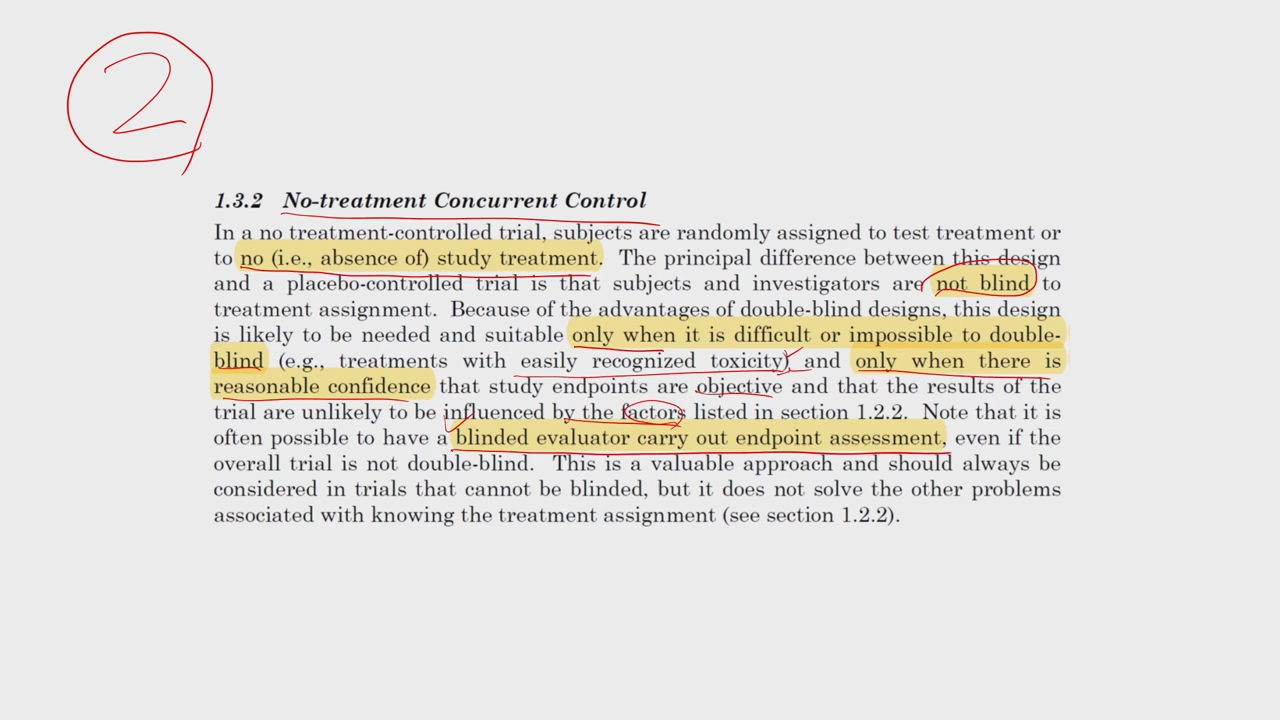 2
1.3.2 No-treatment Concurrent Control
In a no treatment-controlled trial, subjects are randomly assigned to test treatment or
to no (i.e., absence of) study treatment. The principal difference between this design
and a placebo-controlled trial is that subjects and investigators are not blind to
treatment assignment. Because of the advantages of double-blind designs, this design
is likely to be needed and suitable only when it is difficult or impossible to double-
blind (e.g., treatments with easily recognized toxicity) and only when there is
reasonable confidence that study endpoints are objective and that the results of the
trial are unlikely to be influenced by the factors listed in section 1.2.2. Note that it is
often possible to have a blinded evaluator carry out endpoint assessment, even if the
overall trial is not double-blind. This is a valuable approach and should always be
considered in trials that cannot be blinded, but it does not solve the other problems
associated with knowing the treatment assignment (see section 1.2.2).